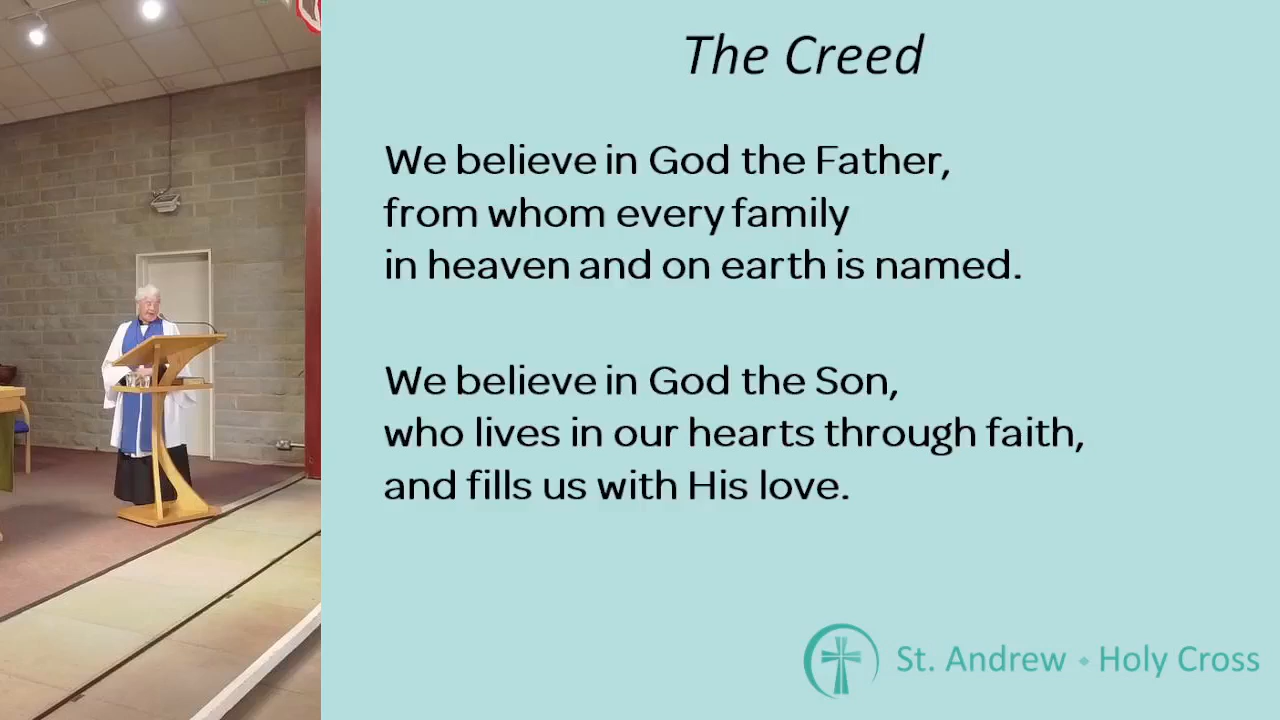 The Creed
We believe in God the Father,
from whom every family
in heaven and on earth is named.
We believe in God the Son,
who lives in our hearts through faith,
and fills us with His love.
St. Andrew • Holy Cross